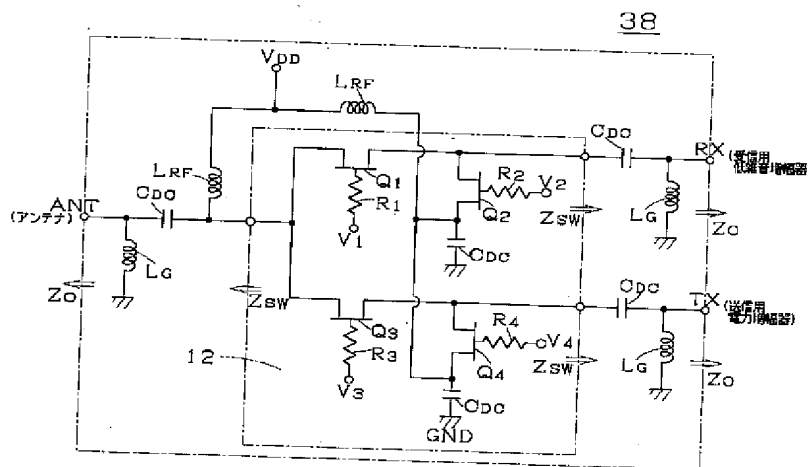 38
VDD
LRF
LRF
CDC
RX
(受信用
低雑音増幅器)
ANT
(アンテナ)
CDC
Q1
R1
V1
R2
V2
Q2
ZSW
LG
ZO
LG
ZO
ZSW
CDC
CDC
TX
(送信用
電力増幅器)
Q3
R3
V3
R4
V4
Q4
ZSW
LG
ZO
12
CDC
GND